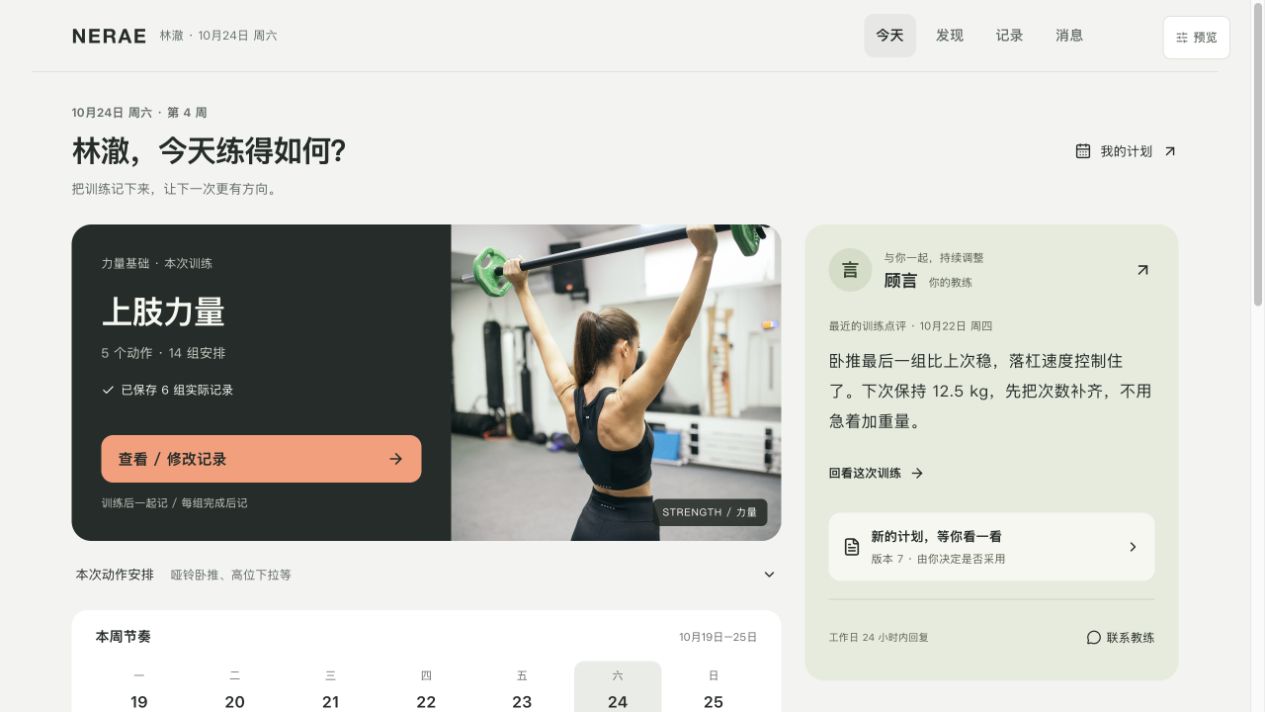 NERAE 林澈 · 10月24日 周六
今天 发现 记录 消息
预览
10月24日 周六 · 第 4 周
林澈，今天练得如何？
把训练记下来，让下一次更有方向。
我的计划
力量基础 · 本次训练
上肢力量
5 个动作 · 14 组安排
已保存 6 组实际记录
查看 / 修改记录
训练后一起记 / 每组完成后记
STRENGTH / 力量
本次动作安排 哑铃卧推、高位下拉等
本周节奏 10月19日—25日
一 二 三 四 五 六 日
19 20 21 22 23 24 25
言
与你一起，持续调整
顾言 你的教练
最近的训练点评 · 10月22日 周四
卧推最后一组比上次稳，落杠速度控制住
了。下次保持 12.5 kg，先把次数补齐，不用
急着加重量。
回看这次训练
新的计划，等你看一看
版本 7 · 由你决定是否采用
工作日 24 小时内回复
联系教练